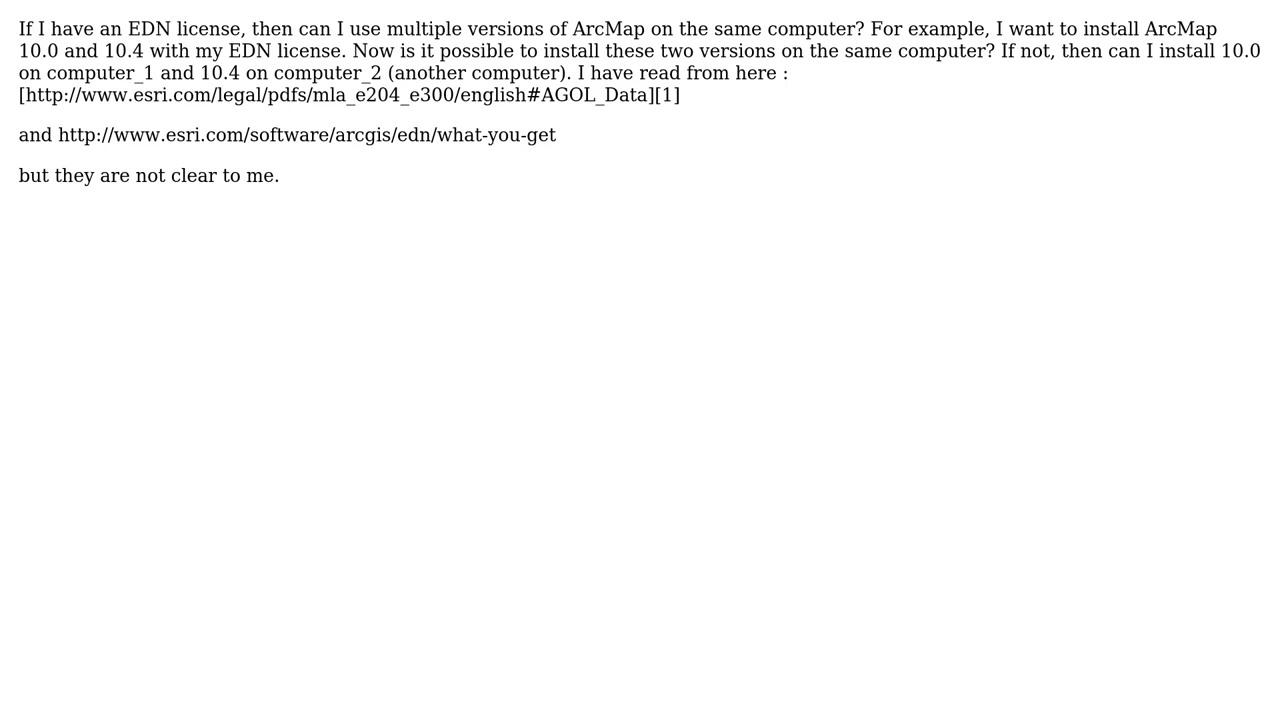 If I have an EDN license, then can I use multiple versions of ArcMap on the same computer? For example, I want to install ArcMap
10.0 and 10.4 with my EDN license. Now is it possible to install these two versions on the same computer? If not, then can I install 10.0
on computer_1 and 10.4 on computer_2 (another computer). I have read from here :
[http://www.esri.com/legal/pdfs/mla_e204_e300/english#AGOL_Data][1]
and http://www.esri.com/software/arcgis/edn/what-you-get
but they are not clear to me.